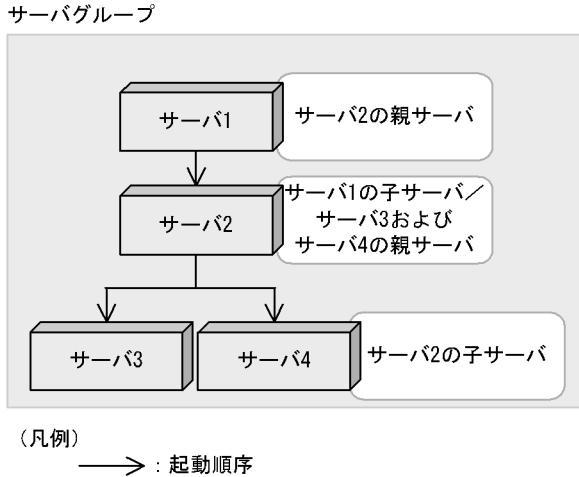 サーバグループ
サーバ1
サーバ2の親サーバ
サーバ2
サーバ1の子サーバ／
サーバ3および
サーバ4の親サーバ
サーバ3
サーバ4
サーバ2の子サーバ
（凡例）
：起動順序